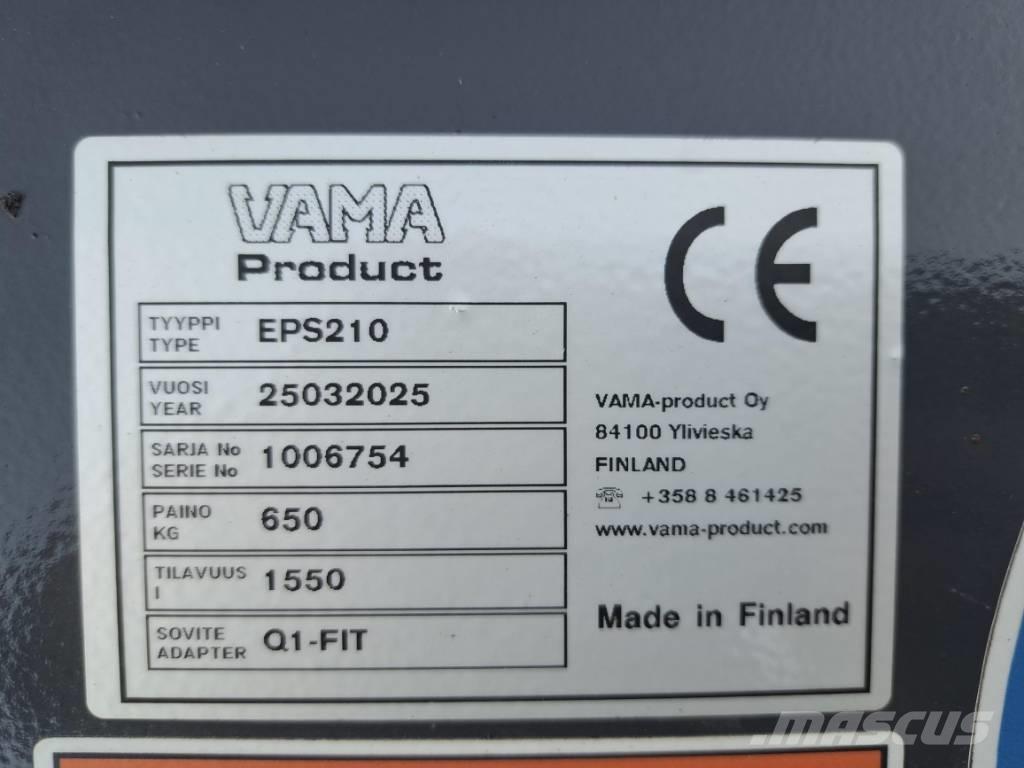 VAMA
Product
CE
TYYPPI
TYPE
EPS210
VUOSI
YEAR
25032025
SARJA No
SERIE No
1006754
PAINO
KG
650
TILAVUUS
l
1550
SOVITE
ADAPTER
Q1-FIT
VAMA-product Oy
84100 Ylivieska
FINLAND
+358 8 461425
www.vama-product.com
Made in Finland
MASCUS